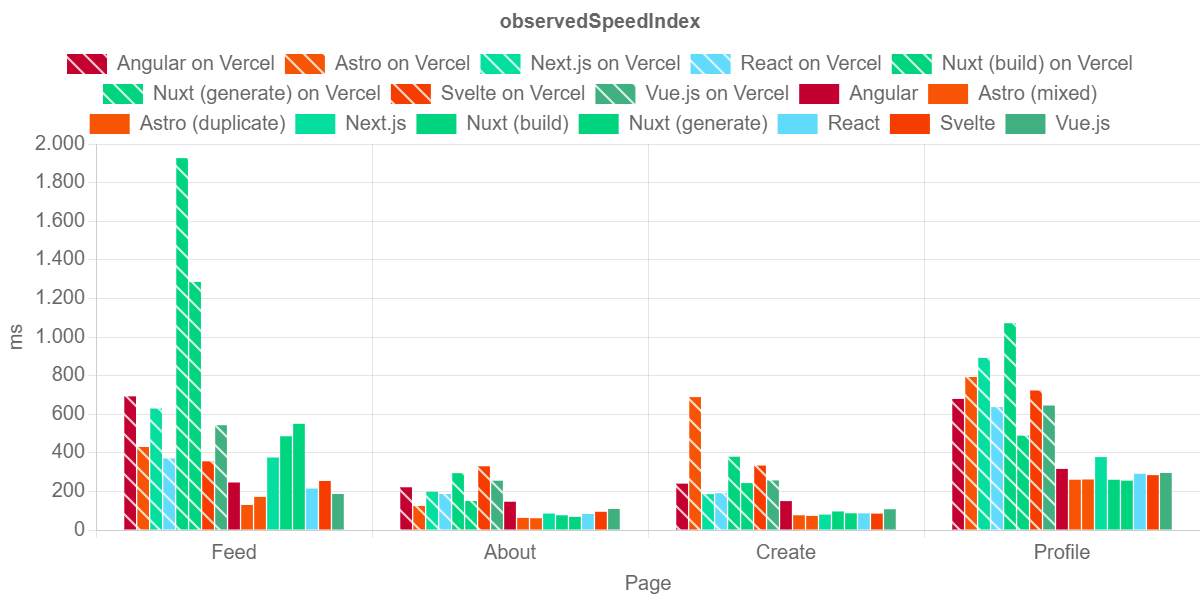 observedSpeedIndex
Angular on Vercel Astro on Vercel Next.js on Vercel React on Vercel Nuxt (build) on Vercel
Nuxt (generate) on Vercel Svelte on Vercel Vue.js on Vercel Angular Astro (mixed)
Astro (duplicate) Next.js Nuxt (build) Nuxt (generate) React Svelte Vue.js
2.000
1.800
1.600
1.400
1.200
1.000
800
600
400
200
0
ms
Feed About Create Profile
Page